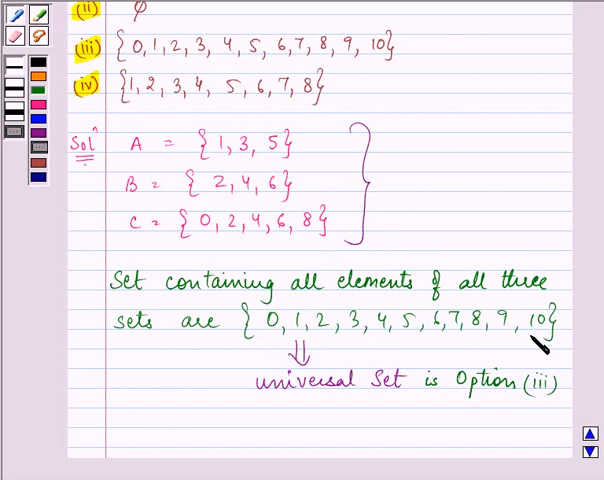 (ii) φ
(iii) {0, 1, 2, 3, 4, 5, 6, 7, 8, 9, 10}
(iv) {1, 2, 3, 4, 5, 6, 7, 8}
Solⁿ A = {1, 3, 5}
B = {2, 4, 6}
C = {0, 2, 4, 6, 8}
Set containing all elements of all three
sets are {0, 1, 2, 3, 4, 5, 6, 7, 8, 9, 10}
⇓
universal Set is Option (iii)